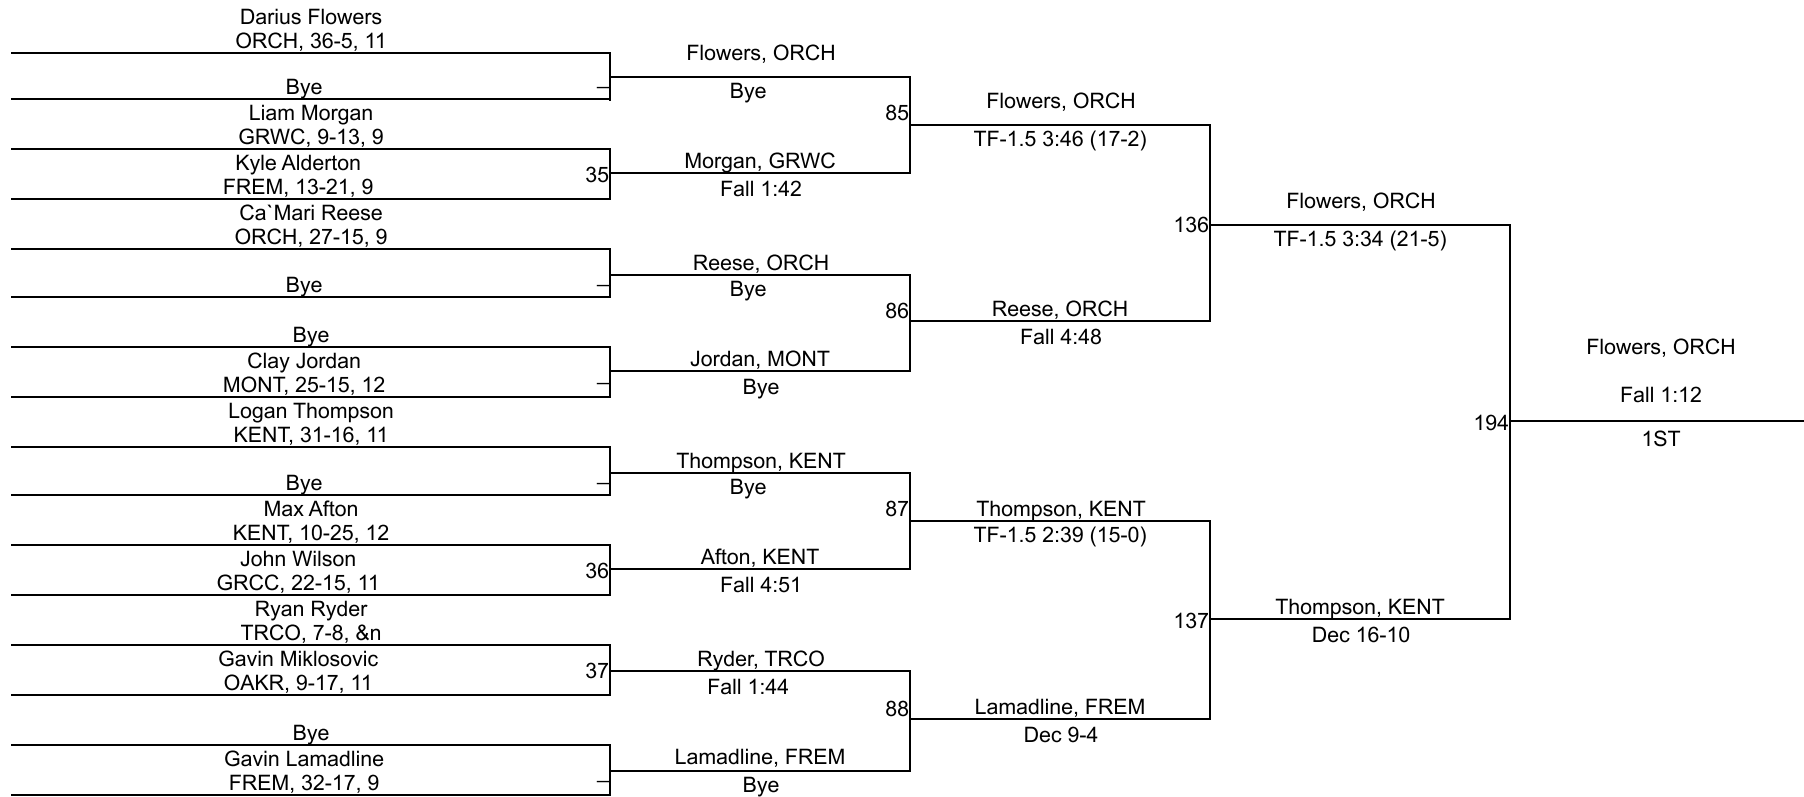 Darius Flowers
ORCH, 36-5, 11
Bye
Liam Morgan
GRWC, 9-13, 9
Kyle Alderton
FREM, 13-21, 9
Ca`Mari Reese
ORCH, 27-15, 9
Bye
Bye
Clay Jordan
MONT, 25-15, 12
Logan Thompson
KENT, 31-16, 11
Bye
Max Afton
KENT, 10-25, 12
John Wilson
GRCC, 22-15, 11
Ryan Ryder
TRCO, 7-8, &n
Gavin Miklosovic
OAKR, 9-17, 11
Bye
Gavin Lamadline
FREM, 32-17, 9
35
36
37
Flowers, ORCH
Bye
Morgan, GRWC
Fall 1:42
Reese, ORCH
Bye
Jordan, MONT
Bye
Thompson, KENT
Bye
Afton, KENT
Fall 4:51
Ryder, TRCO
Fall 1:44
Lamadline, FREM
Bye
85
86
87
88
Flowers, ORCH
TF-1.5 3:46 (17-2)
Reese, ORCH
Fall 4:48
Thompson, KENT
TF-1.5 2:39 (15-0)
Lamadline, FREM
Dec 9-4
136
137
Flowers, ORCH
TF-1.5 3:34 (21-5)
Thompson, KENT
Dec 16-10
194
Flowers, ORCH
Fall 1:12
1ST